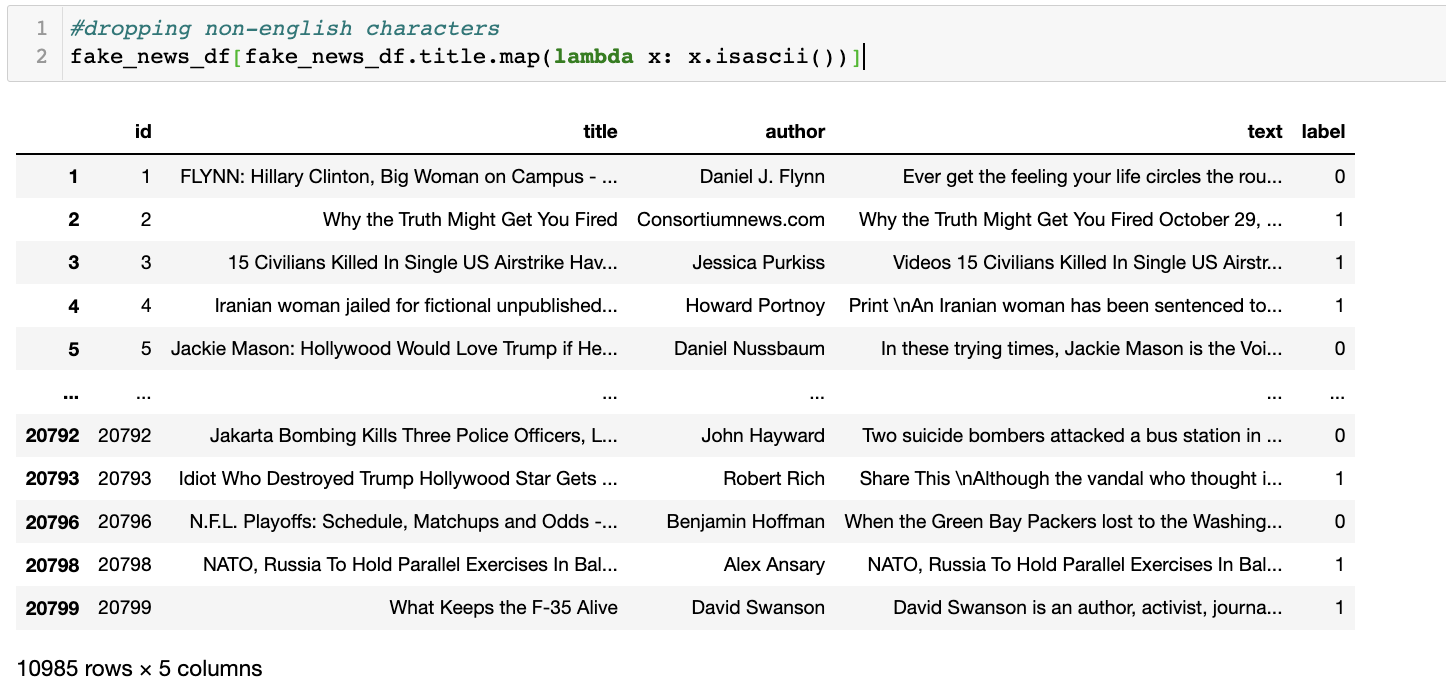 1 #dropping non-english characters
2 fake_news_df[fake_news_df.title.map(lambda x: x.isascii())]
id title author text label
1 1 FLYNN: Hillary Clinton, Big Woman on Campus - ... Daniel J. Flynn Ever get the feeling your life circles the rou... 0
2 2 Why the Truth Might Get You Fired Consortiumnews.com Why the Truth Might Get You Fired October 29, ... 1
3 3 15 Civilians Killed In Single US Airstrike Hav... Jessica Purkiss Videos 15 Civilians Killed In Single US Airstr... 1
4 4 Iranian woman jailed for fictional unpublished... Howard Portnoy Print \nAn Iranian woman has been sentenced to... 1
5 5 Jackie Mason: Hollywood Would Love Trump if He... Daniel Nussbaum In these trying times, Jackie Mason is the Voi... 0
... ... ... ... ... ...
20792 20792 Jakarta Bombing Kills Three Police Officers, L... John Hayward Two suicide bombers attacked a bus station in ... 0
20793 20793 Idiot Who Destroyed Trump Hollywood Star Gets ... Robert Rich Share This \nAlthough the vandal who thought i... 1
20796 20796 N.F.L. Playoffs: Schedule, Matchups and Odds -... Benjamin Hoffman When the Green Bay Packers lost to the Washing... 0
20798 20798 NATO, Russia To Hold Parallel Exercises In Bal... Alex Ansary NATO, Russia To Hold Parallel Exercises In Bal... 1
20799 20799 What Keeps the F-35 Alive David Swanson David Swanson is an author, activist, journa... 1
10985 rows × 5 columns